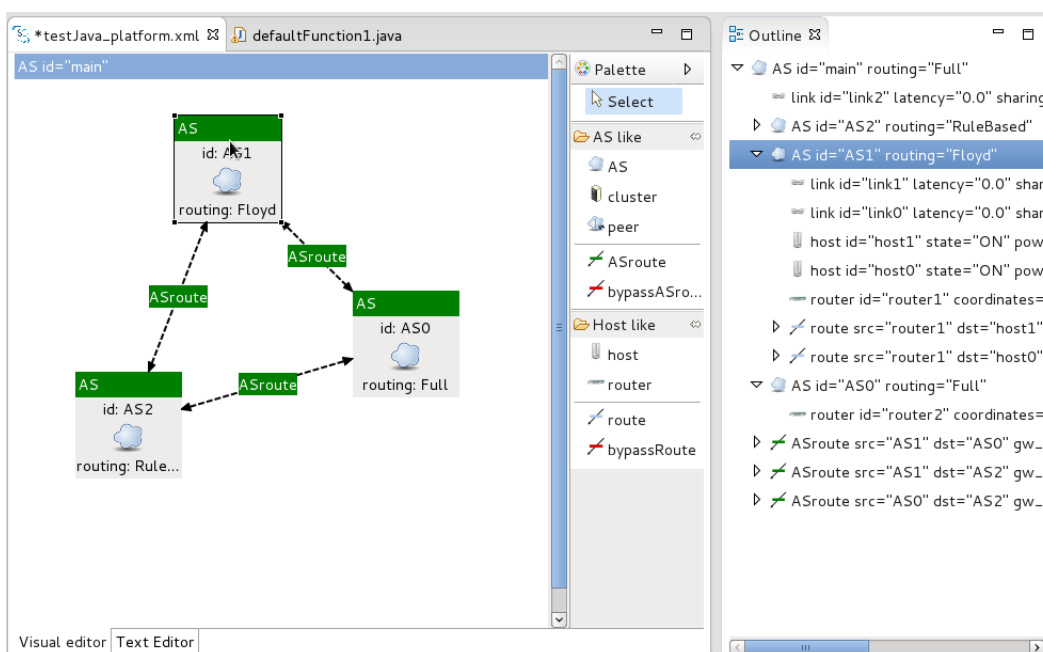 *testJava_platform.xml
defaultFunction1.java
AS id="main"
AS
id: AS1
routing: Floyd
ASroute
ASroute
AS
id: AS0
routing: Full
ASroute
AS
id: AS2
routing: Rule...
Visual editor
Text Editor
Palette
Select
AS like
AS
cluster
peer
ASroute
bypassASro...
Host like
host
router
route
bypassRoute
Outline
AS id="main" routing="Full"
link id="link2" latency="0.0" sharing
AS id="AS2" routing="RuleBased"
AS id="AS1" routing="Floyd"
link id="link1" latency="0.0" shar
link id="link0" latency="0.0" shar
host id="host1" state="ON" pow
host id="host0" state="ON" pow
router id="router1" coordinates=
route src="router1" dst="host1"
route src="router1" dst="host0"
AS id="AS0" routing="Full"
router id="router2" coordinates=
ASroute src="AS1" dst="AS0" gw_
ASroute src="AS1" dst="AS2" gw_
ASroute src="AS0" dst="AS2" gw_